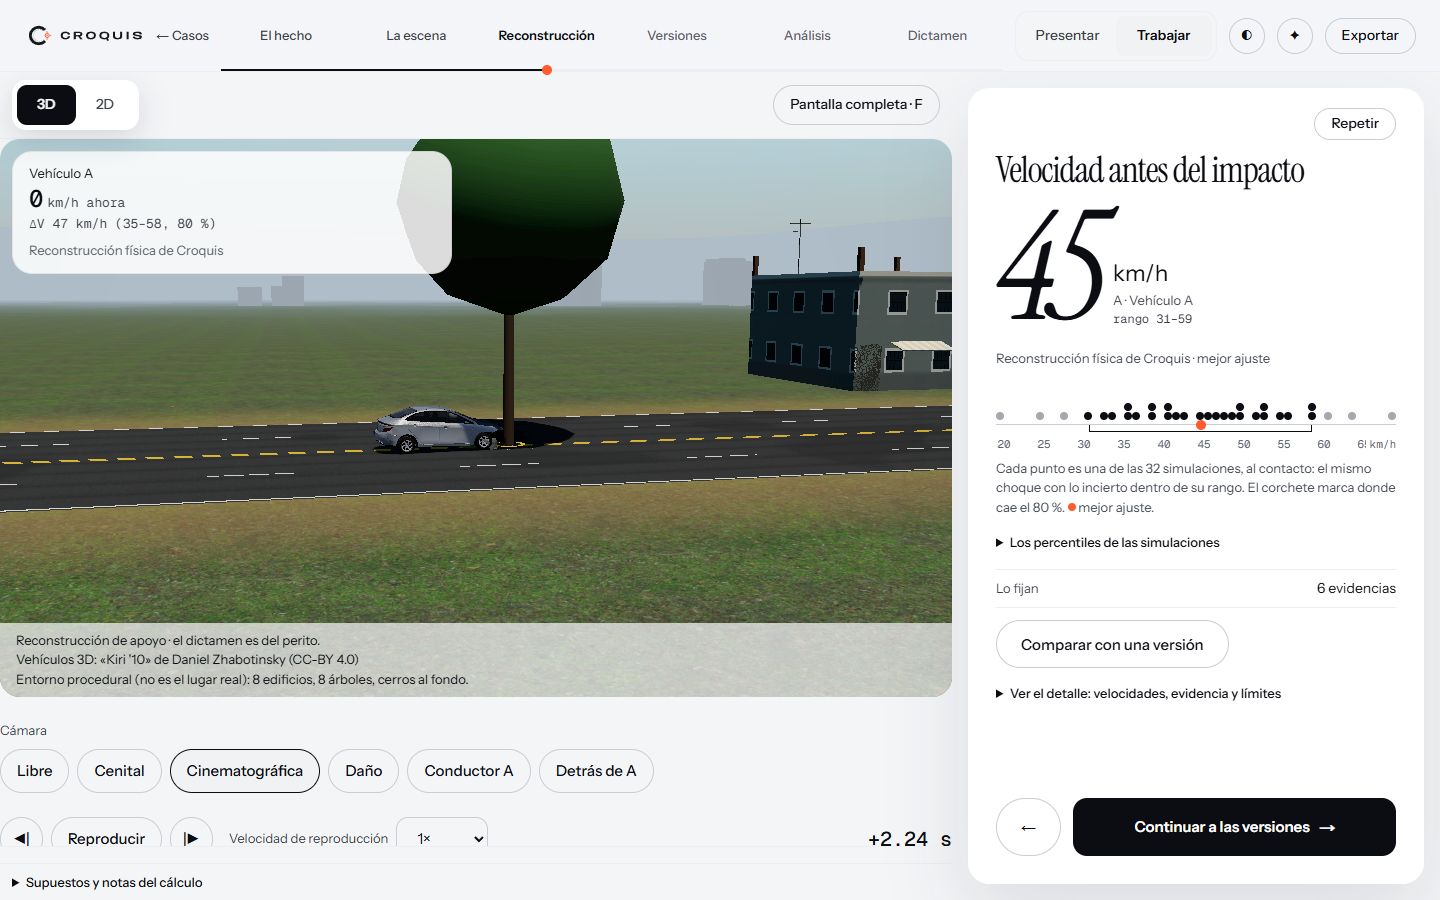 CROQUIS
← Casos
El hecho
La escena
Reconstrucción
Versiones
Análisis
Dictamen
Presentar
Trabajar
Exportar
3D
2D
Pantalla completa · F
Vehículo A
0 km/h ahora
ΔV 47 km/h (35–58, 80 %)
Reconstrucción física de Croquis
Reconstrucción de apoyo · el dictamen es del perito.
Vehículos 3D: «Kiri '10» de Daniel Zhabotinsky (CC-BY 4.0)
Entorno procedural (no es el lugar real): 8 edificios, 8 árboles, cerros al fondo.
Cámara
Libre
Cenital
Cinematográfica
Daño
Conductor A
Detrás de A
Reproducir
Velocidad de reproducción
1×
+2.24 s
Supuestos y notas del cálculo
Repetir
Velocidad antes del impacto
45 km/h
A · Vehículo A
rango 31–59
Reconstrucción física de Croquis · mejor ajuste
20 25 30 35 40 45 50 55 60 km/h
Cada punto es una de las 32 simulaciones, al contacto: el mismo
choque con lo incierto dentro de su rango. El corchete marca donde
cae el 80 %. mejor ajuste.
Los percentiles de las simulaciones
Lo fijan 6 evidencias
Comparar con una versión
Ver el detalle: velocidades, evidencia y límites
←
Continuar a las versiones →